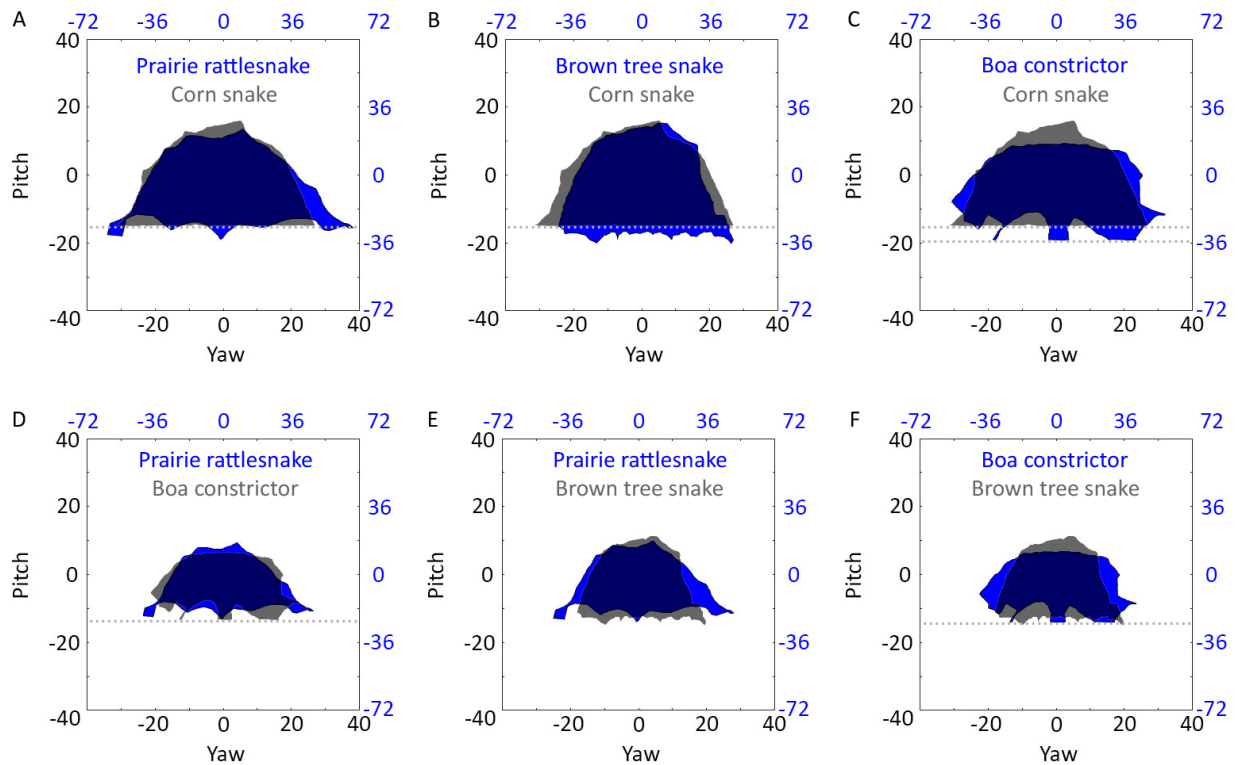 A -72 -36 0 36 72 B -72 -36 0 36 72 C -72 -36 0 36 72
40 40 40
Prairie rattlesnake Brown tree snake Boa constrictor
Corn snake Corn snake Corn snake
20 36 20 36 20 36
Pitch 0 0 Pitch 0 0 Pitch 0 0
-20 -36 -20 -36 -20 -36
-40 -72 -40 -72 -40 -72
-20 0 20 40 -20 0 20 40 -20 0 20 40
Yaw Yaw Yaw
D -72 -36 0 36 72 E -72 -36 0 36 72 F -72 -36 0 36 72
40 40 40
Prairie rattlesnake Prairie rattlesnake Boa constrictor
Boa constrictor Brown tree snake Brown tree snake
20 36 20 36 20 36
Pitch 0 0 Pitch 0 0 Pitch 0 0
-20 -36 -20 -36 -20 -36
-40 -72 -40 -72 -40 -72
-20 0 20 40 -20 0 20 40 -20 0 20 40
Yaw Yaw Yaw